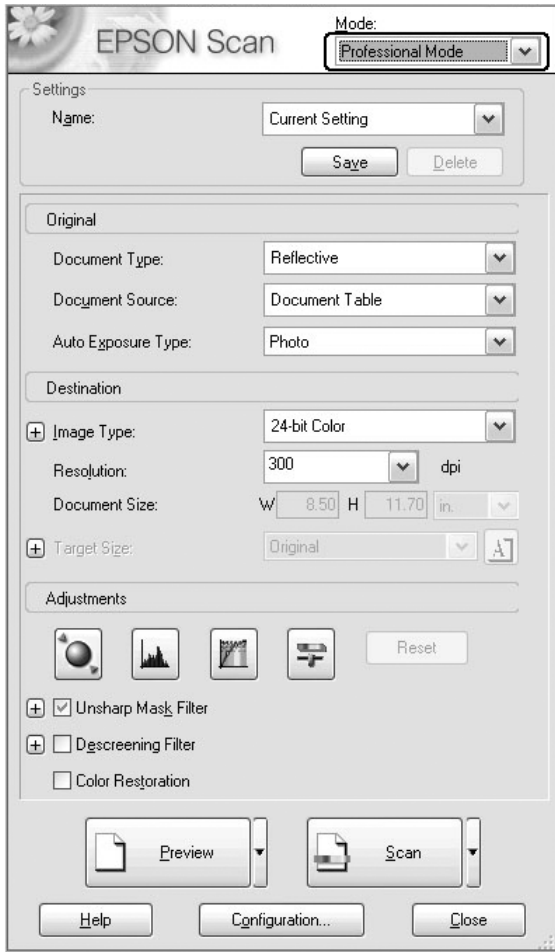 Mode:
EPSON Scan
Professional Mode
Settings
Name: Current Setting
Save Delete
Original
Document Type: Reflective
Document Source: Document Table
Auto Exposure Type: Photo
Destination
Image Type: 24-bit Color
Resolution: 300 dpi
Document Size: W 8.50 H 11.70 in.
Target Size: Original A
Adjustments
Reset
Unsharp Mask Filter
Descreening Filter
Color Restoration
Preview Scan
Help Configuration... Close